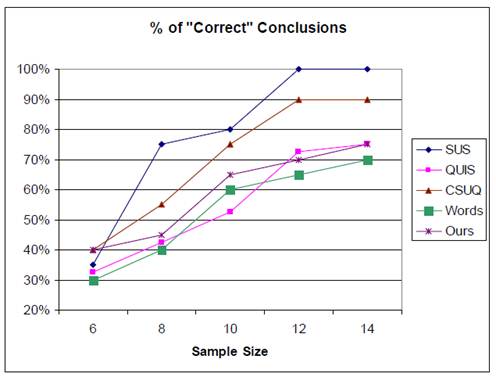 % of "Correct" Conclusions
100%
90%
80%
70%
60%
50%
40%
30%
20%
6 8 10 12 14
Sample Size
SUS
QUIS
CSUQ
Words
Ours